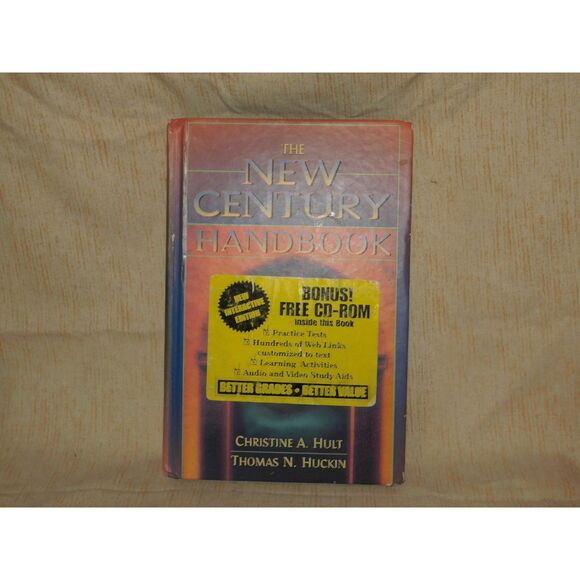 THE
NEW
CENTURY
HANDBOOK
NEW
INTERACTIVE
EDITION
BONUS!
FREE CD-ROM
inside this Book
Practice Tests
Hundreds of Web Links
customized to text
Learning Activities
Audio and Video Study Aids
BETTER GRADES • BETTER VALUE
CHRISTINE A. HULT
THOMAS N. HUCKIN